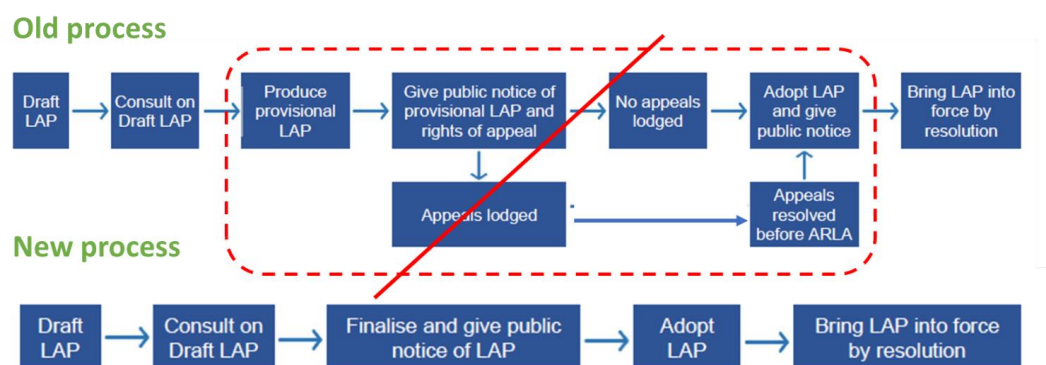 Old process
Draft
LAP
Consult on
Draft LAP
Produce
provisional
LAP
Give public notice of
provisional LAP and
rights of appeal
No appeals
lodged
Adopt LAP
and give
public notice
Bring LAP into
force by
resolution
Appeals lodged
Appeals
resolved
before ARLA
New process
Draft
LAP
Consult on
Draft LAP
Finalise and give public
notice of LAP
Adopt
LAP
Bring LAP into force
by resolution